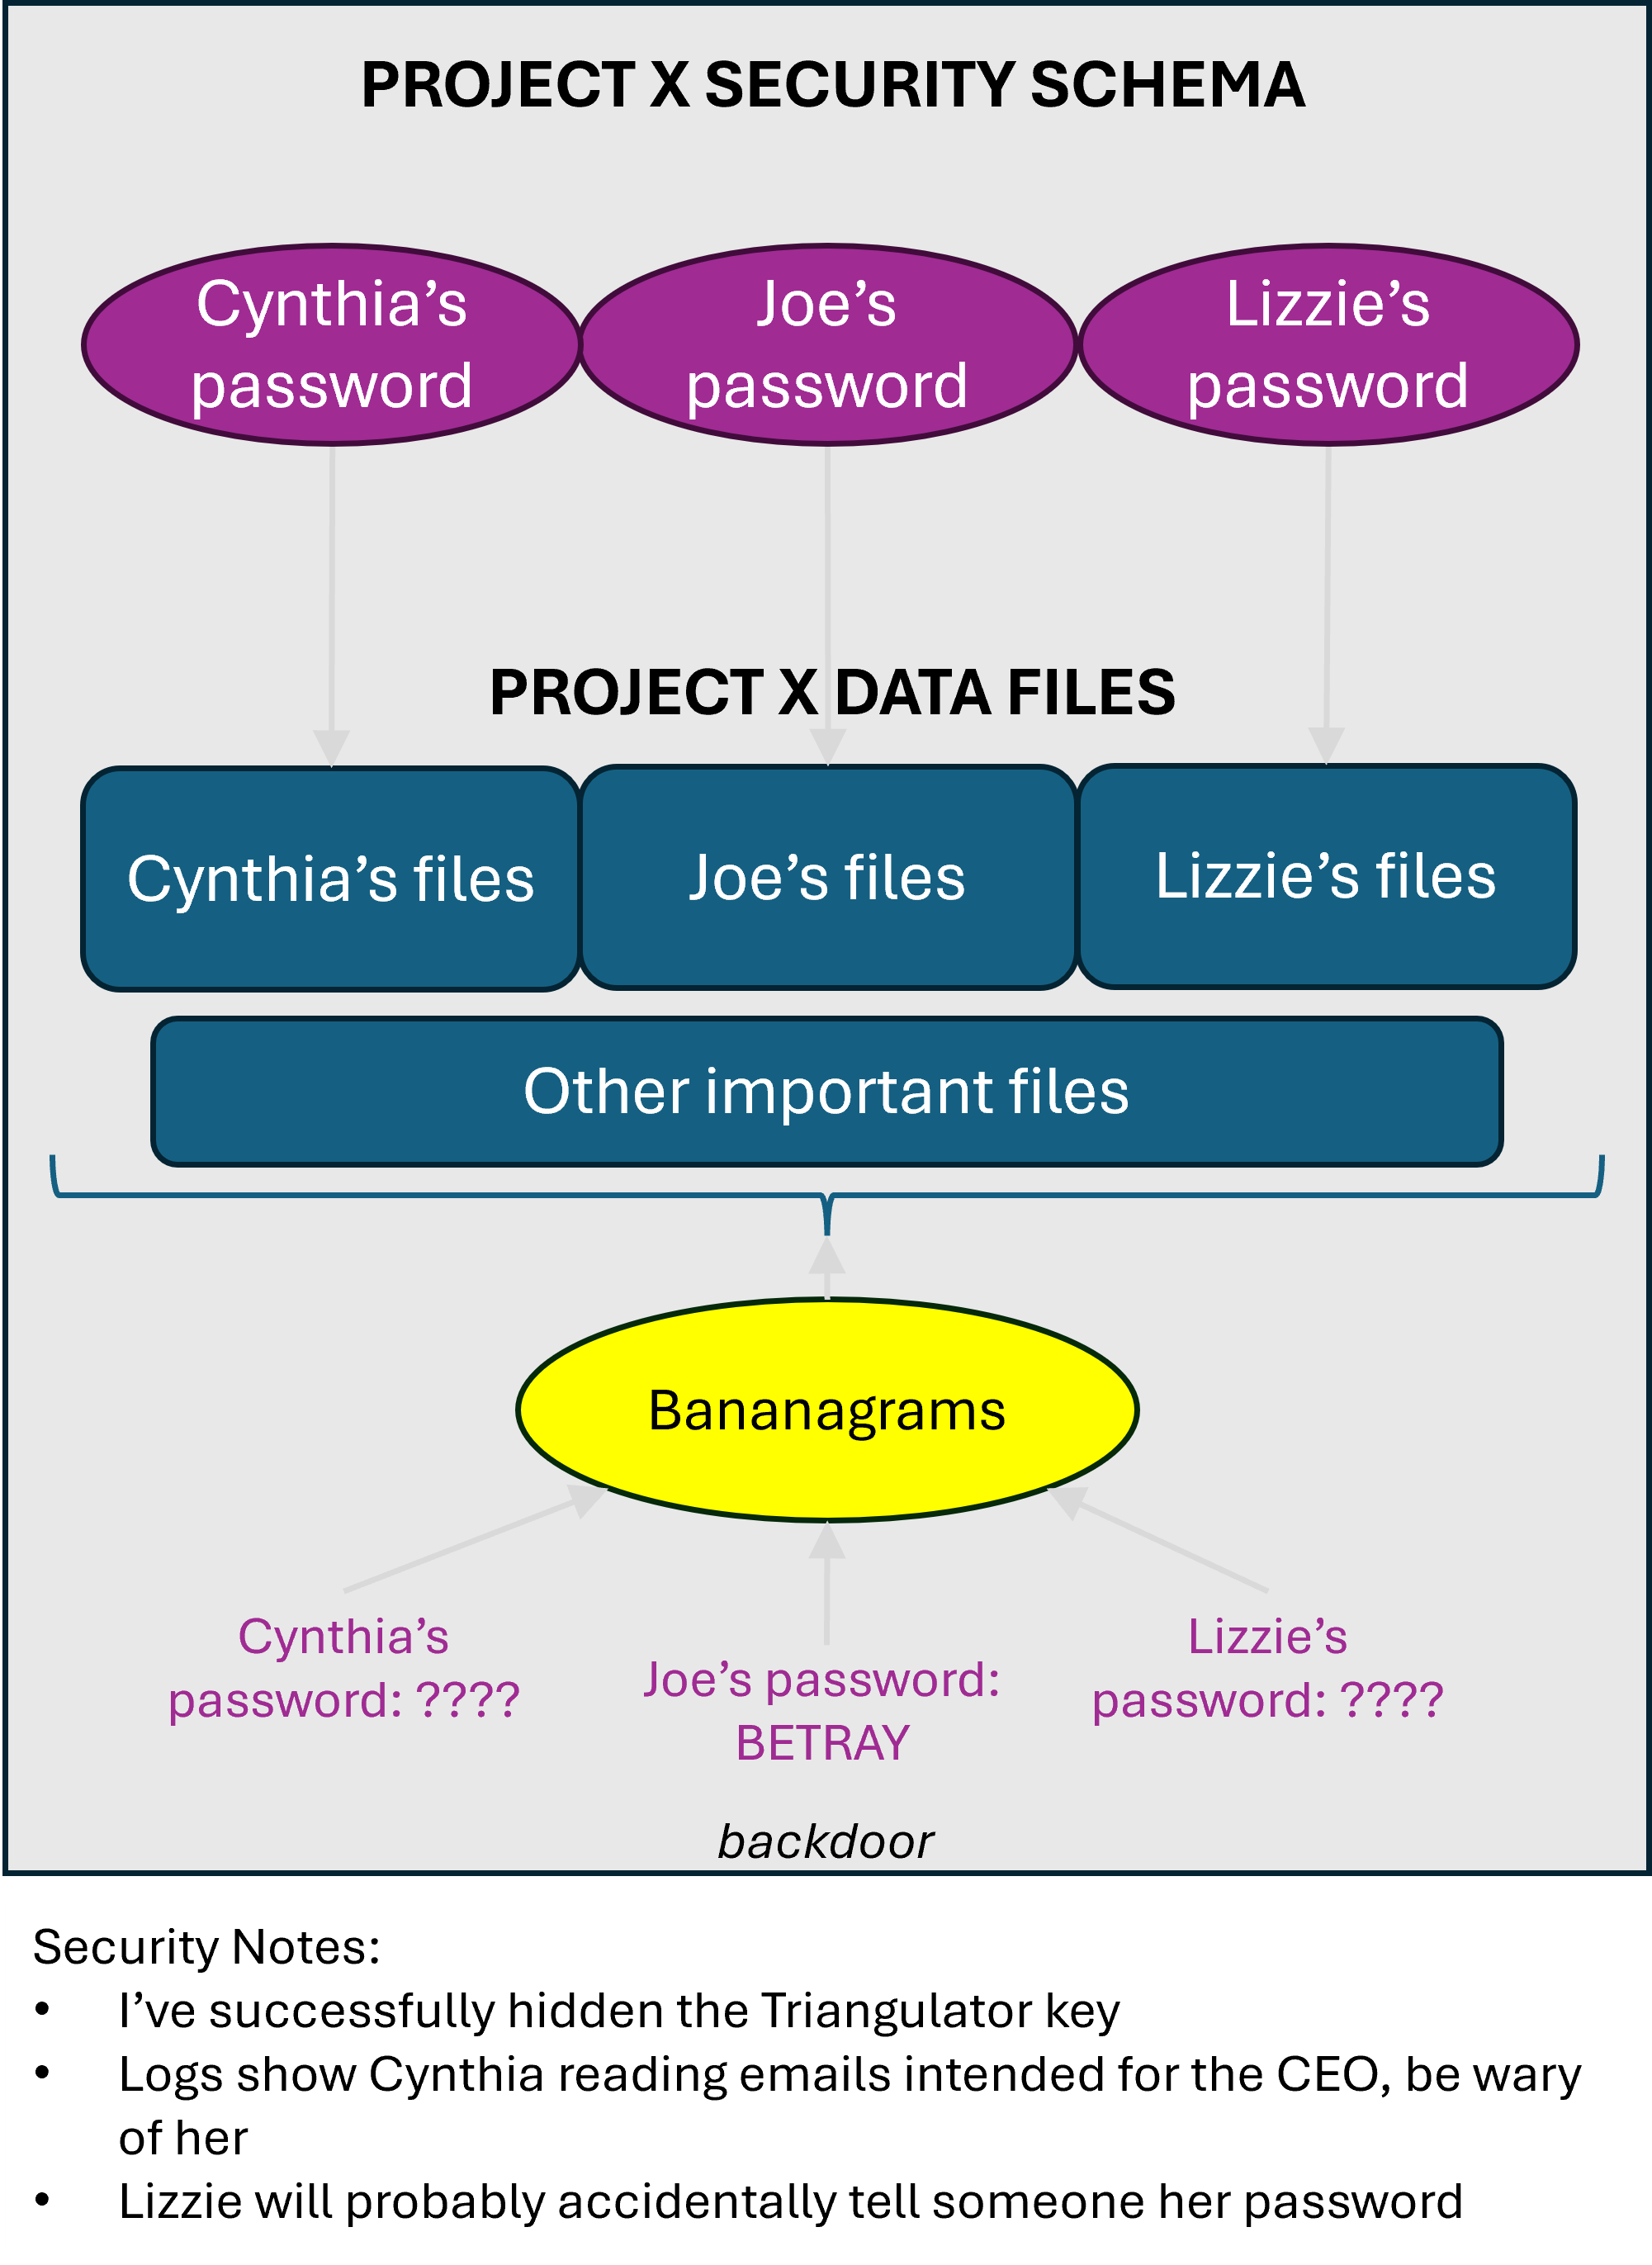 PROJECT X SECURITY SCHEMA
Cynthia’s
password
Joe’s
password
Lizzie’s
password
PROJECT X DATA FILES
Cynthia’s files
Joe’s files
Lizzie’s files
Other important files
Bananagrams
Cynthia’s
password: ????
Joe’s password:
BETRAY
Lizzie’s
password: ????
backdoor
Security Notes:
• I’ve successfully hidden the Triangulator key
• Logs show Cynthia reading emails intended for the CEO, be wary
of her
• Lizzie will probably accidentally tell someone her password